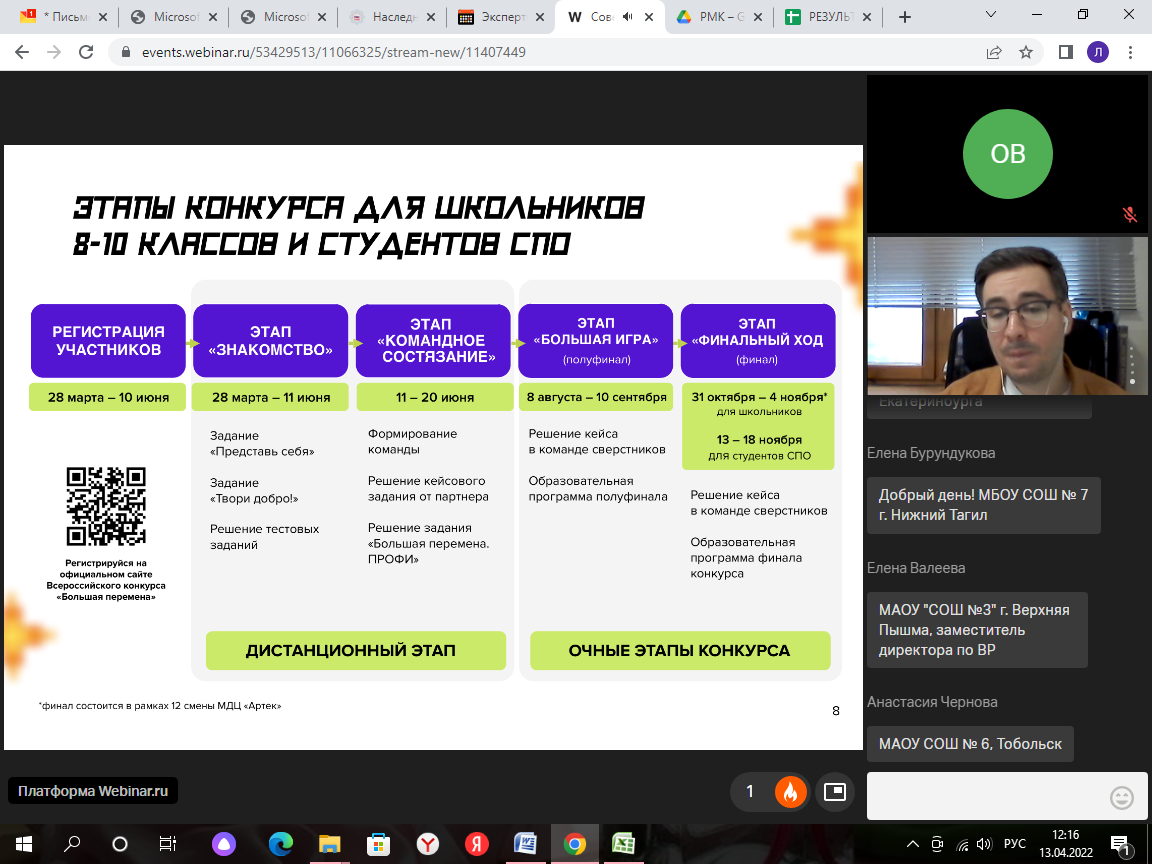 * Письм
Microsof
Microsof
Наследн
Эксперт
W
Сов
РМК – G
РЕЗУЛЬТ
events.webinar.ru/53429513/11066325/stream-new/11407449
Л
ЭТАПЫ КОНКУРСА ДЛЯ ШКОЛЬНИКОВ
8-10 КЛАССОВ И СТУДЕНТОВ СПО
РЕГИСТРАЦИЯ
УЧАСТНИКОВ
28 марта – 10 июня
Регистрируйся на
официальном сайте
Всероссийского конкурса
«Большая перемена»
ЭТАП
«ЗНАКОМСТВО»
28 марта – 11 июня
Задание
«Представь себя»
Задание
«Твори добро!»
Решение тестовых
заданий
ЭТАП
«КОМАНДНОЕ
СОСТЯЗАНИЕ»
11 – 20 июня
Формирование
команды
Решение кейсового
задания от партнера
Решение задания
«Большая перемена.
ПРОФИ»
ДИСТАНЦИОННЫЙ ЭТАП
ЭТАП
«БОЛЬШАЯ ИГРА»
(полуфинал)
8 августа – 10 сентября
Решение кейса
в команде сверстников
Образовательная
программа полуфинала
ЭТАП
«ФИНАЛЬНЫЙ ХОД
(финал)
31 октября – 4 ноября*
для школьников
13 – 18 ноября
для студентов СПО
Решение кейса
в команде сверстников
Образовательная
программа финала
конкурса
ОЧНЫЕ ЭТАПЫ КОНКУРСА
*финал состоится в рамках 12 смены МДЦ «Артек»
8
ОВ
Екатеринбурга
Елена Бурундукова
Добрый день! МБОУ СОШ № 7
г. Нижний Тагил
Елена Валеева
МАОУ "СОШ №3" г. Верхняя
Пышма, заместитель
директора по ВР
Анастасия Чернова
МАОУ СОШ № 6, Тобольск
Платформа Webinar.ru
1
РУС
12:16
13.04.2022
1